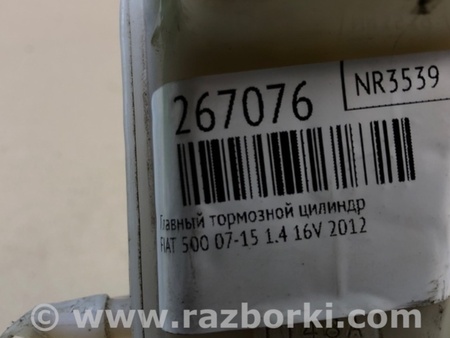 NR3539
267076
Главный тормозной цилиндр
FIAT 500 07-15 1.4 16V 2012
www.razborki.com